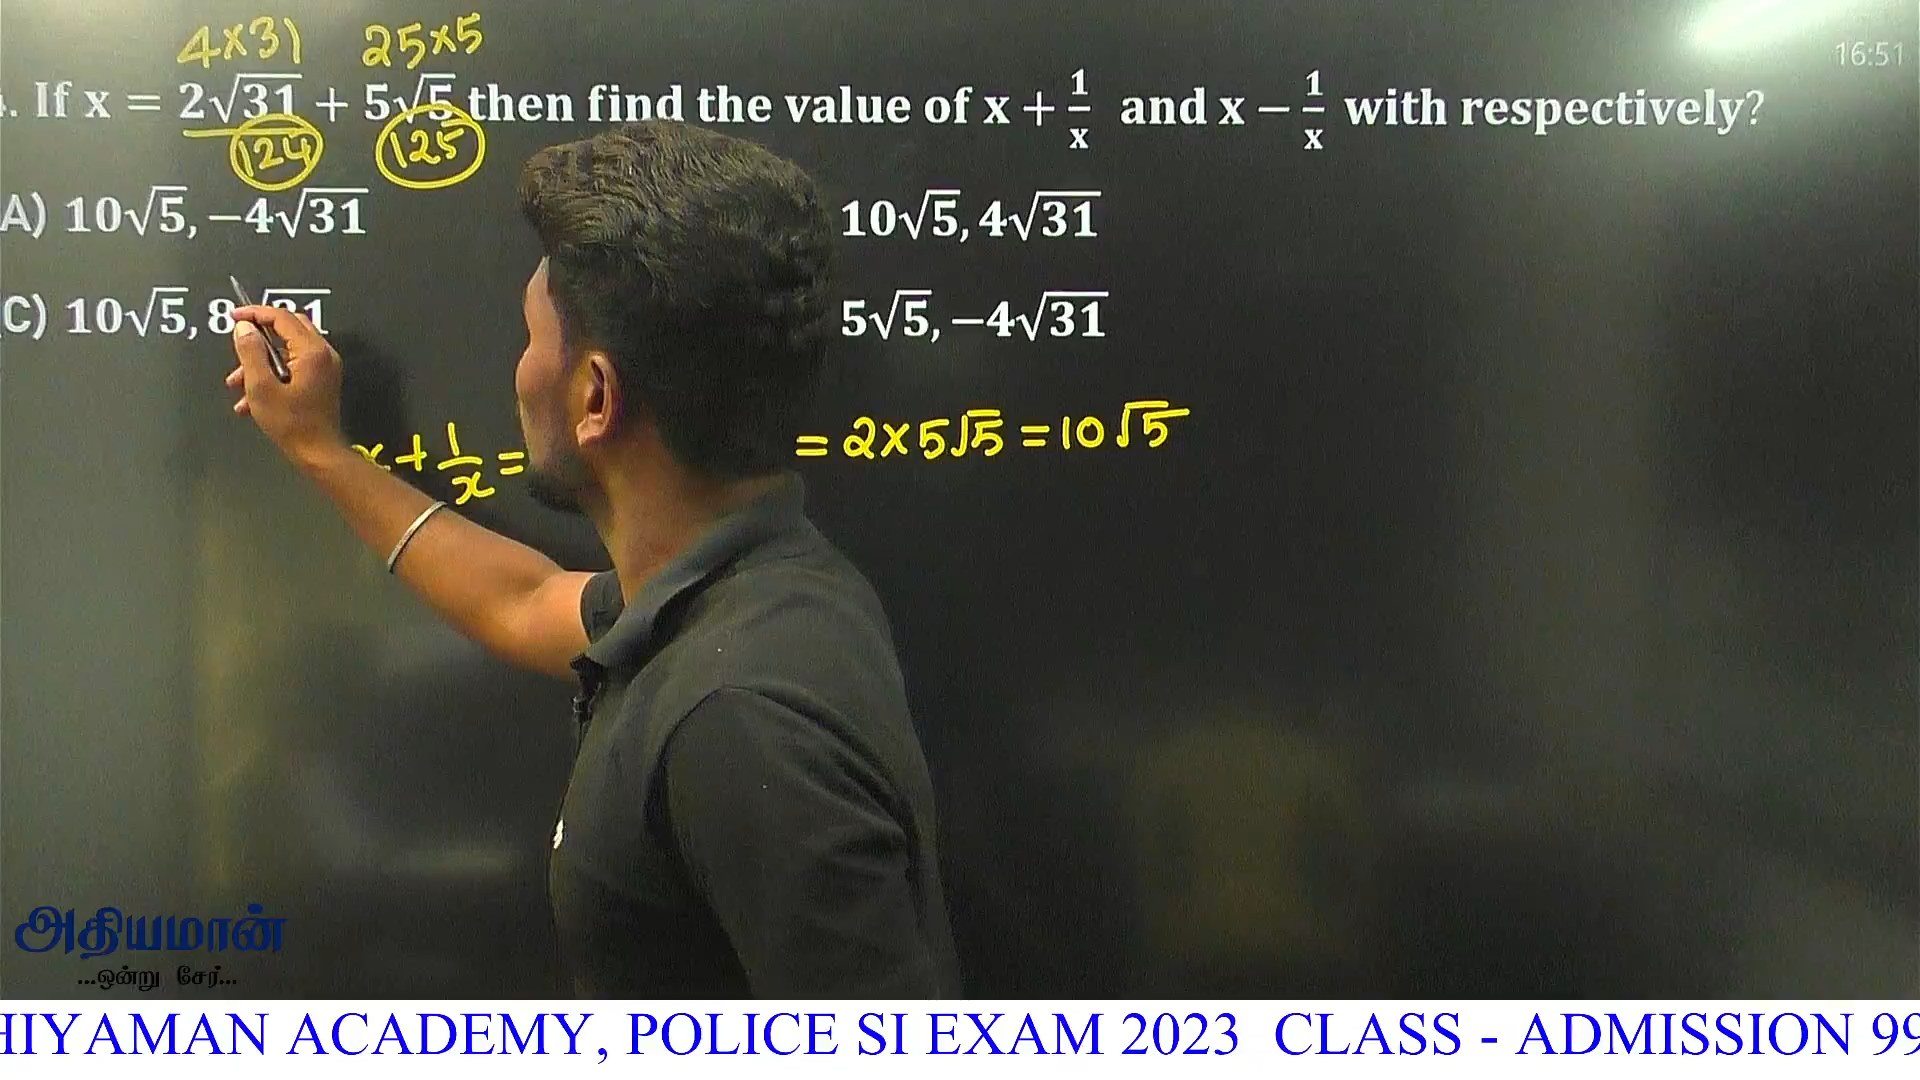 4×31 25×5
. If x = 2√31 + 5√5 then find the value of x + 1/x and x − 1/x with respectively?
16:51
124 125
A) 10√5, −4√31 10√5, 4√31
C) 10√5, 8√31 5√5, −4√31
x + 1/x = = 2×5√5 = 10√5
அதியமான்
...ஒன்று சேர்...
HIYAMAN ACADEMY, POLICE SI EXAM 2023 CLASS - ADMISSION 99